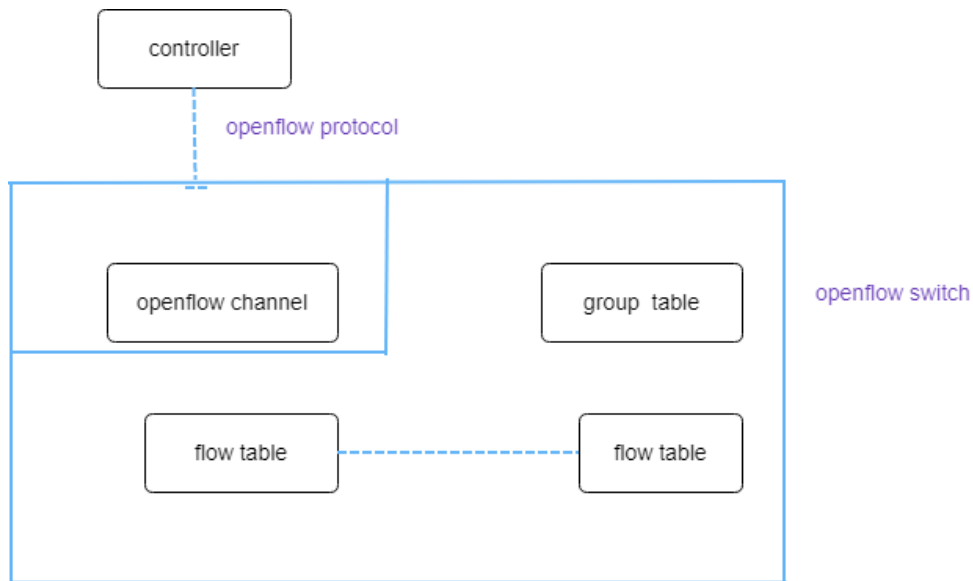 controller
openflow protocol
openflow channel
group table
openflow switch
flow table
flow table